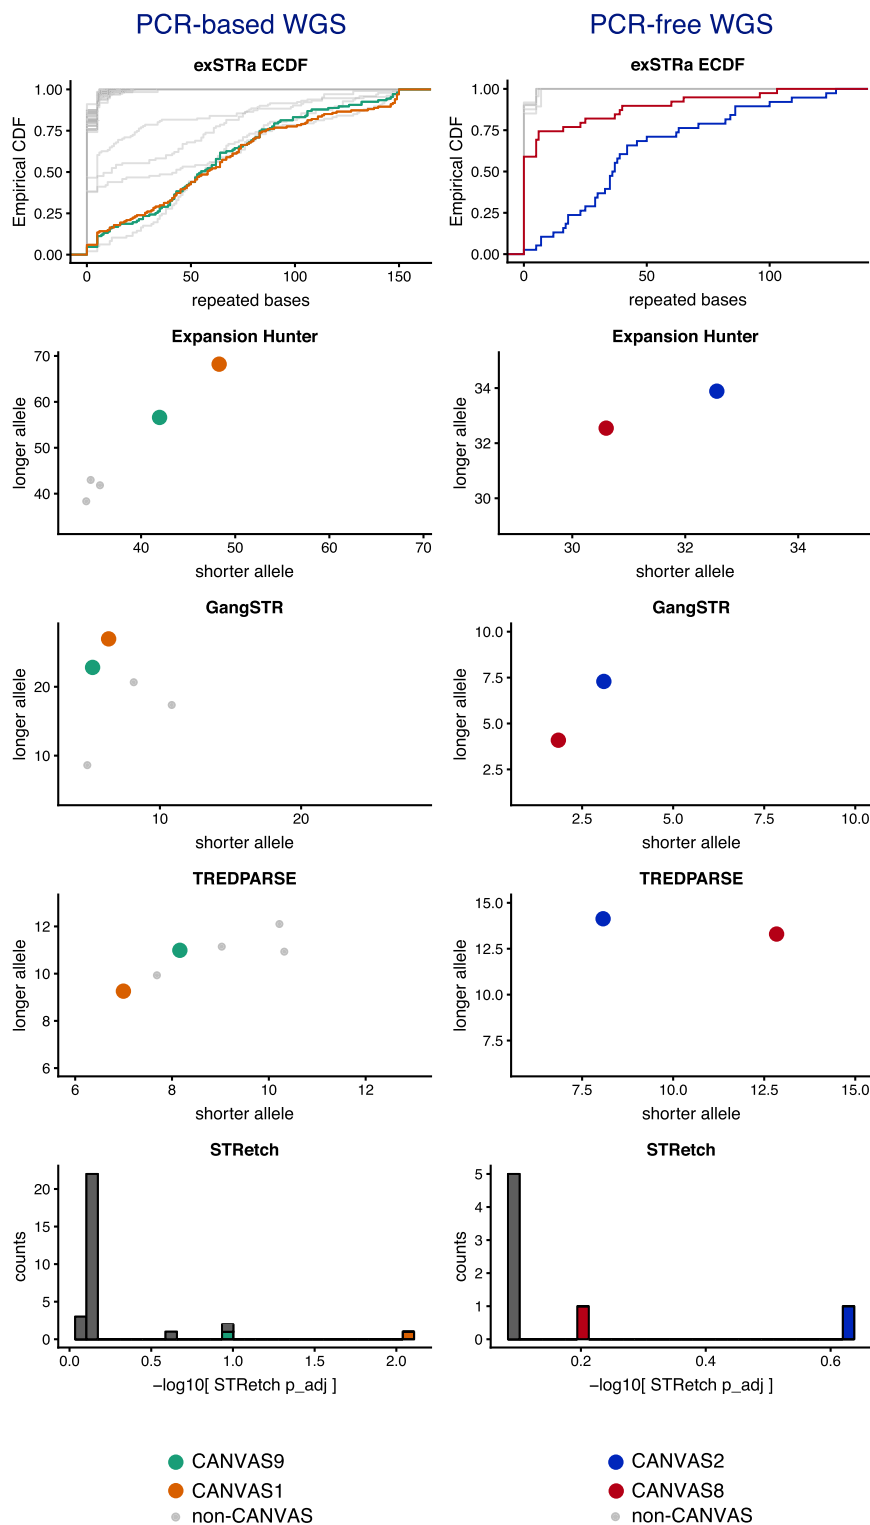 PCR-based WGS
PCR-free WGS
exSTRa ECDF
exSTRa ECDF
Empirical CDF
1.00
0.75
0.50
0.25
0.00
0 50 100 150
repeated bases
Empirical CDF
1.00
0.75
0.50
0.25
0.00
0 50 100
repeated bases
Expansion Hunter
longer allele
70
60
50
40
40 50 60 70
shorter allele
Expansion Hunter
longer allele
34
32
30
30 32 34
shorter allele
GangSTR
longer allele
20
10
10 20
shorter allele
GangSTR
longer allele
10.0
7.5
5.0
2.5
2.5 5.0 7.5 10.0
shorter allele
TREDPARSE
longer allele
12
10
8
6
6 8 10 12
shorter allele
TREDPARSE
longer allele
15.0
12.5
10.0
7.5
7.5 10.0 12.5 15.0
shorter allele
STRetch
counts
20
15
10
5
0
0.0 0.5 1.0 1.5 2.0
−log10[ STRetch p_adj ]
STRetch
counts
5
4
3
2
1
0
0.2 0.4 0.6
−log10[ STRetch p_adj ]
CANVAS9
CANVAS1
non-CANVAS
CANVAS2
CANVAS8
non-CANVAS